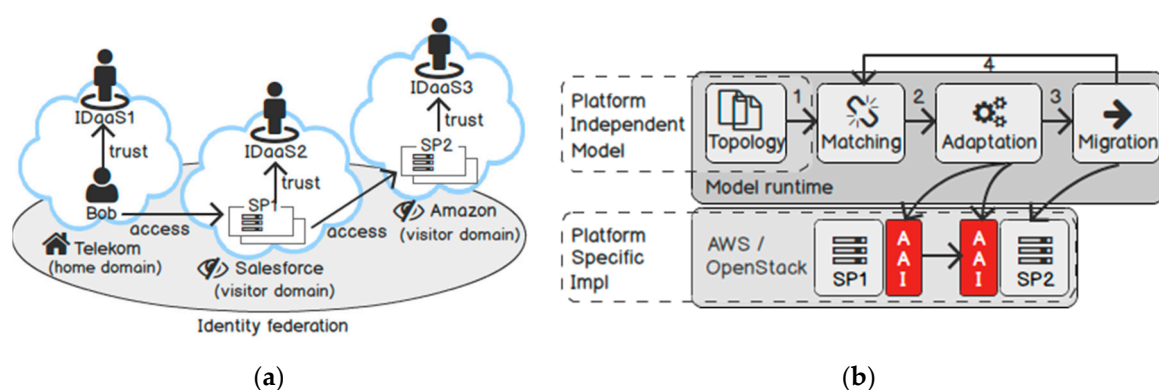 IDaaS1
trust
Bob
access
Telekom
(home domain)
IDaaS2
trust
SP1
access
Salesforce
(visitor domain)
IDaaS3
trust
SP2
Amazon
(visitor domain)
Identity federation
(a)
4
Platform
Independent
Model
Topology
1
Matching
2
Adaptation
3
Migration
Model runtime
Platform
Specific
Impl
AWS /
OpenStack
SP1
A
A
I
A
A
I
SP2
(b)